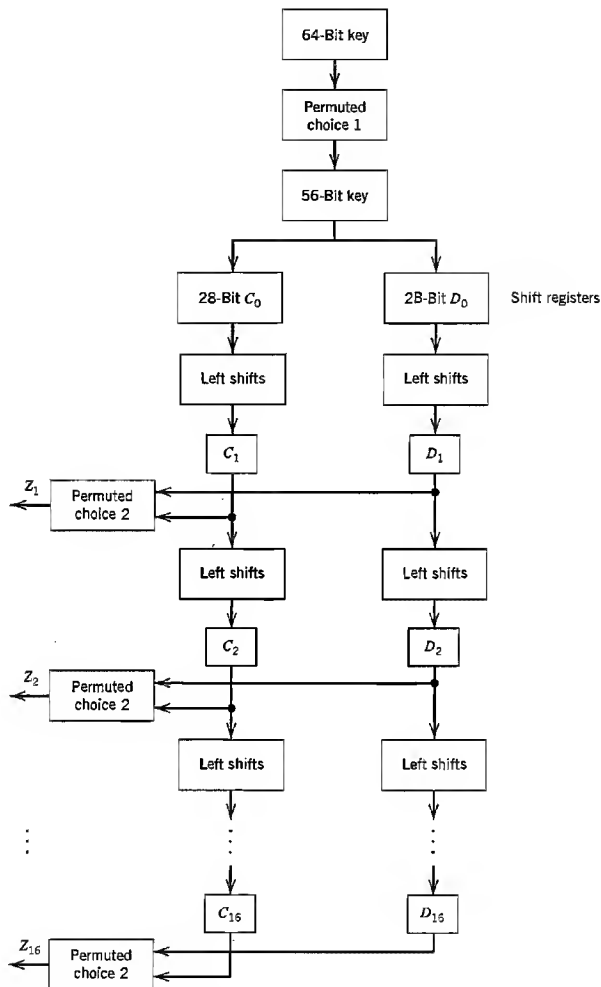 64-Bit key
Permuted
choice 1
56-Bit key
28-Bit C₀
2B-Bit D₀
Shift registers
Left shifts
Left shifts
C₁
D₁
Z₁
Permuted
choice 2
Left shifts
Left shifts
C₂
D₂
Z₂
Permuted
choice 2
Left shifts
Left shifts
C₁₆
D₁₆
Z₁₆
Permuted
choice 2